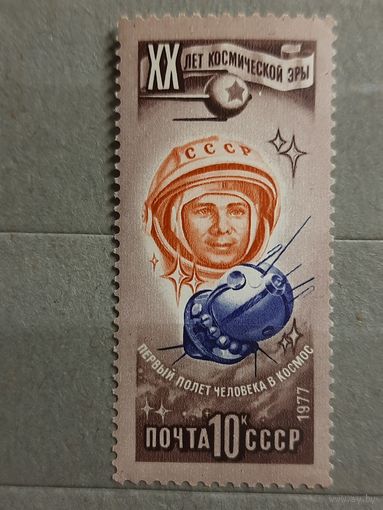 XX ЛЕТ КОСМИЧЕСКОЙ ЭРЫ
СССР
ПЕРВЫЙ ПОЛЕТ ЧЕЛОВЕКА В КОСМОС
1977
ПОЧТА 10К СССР